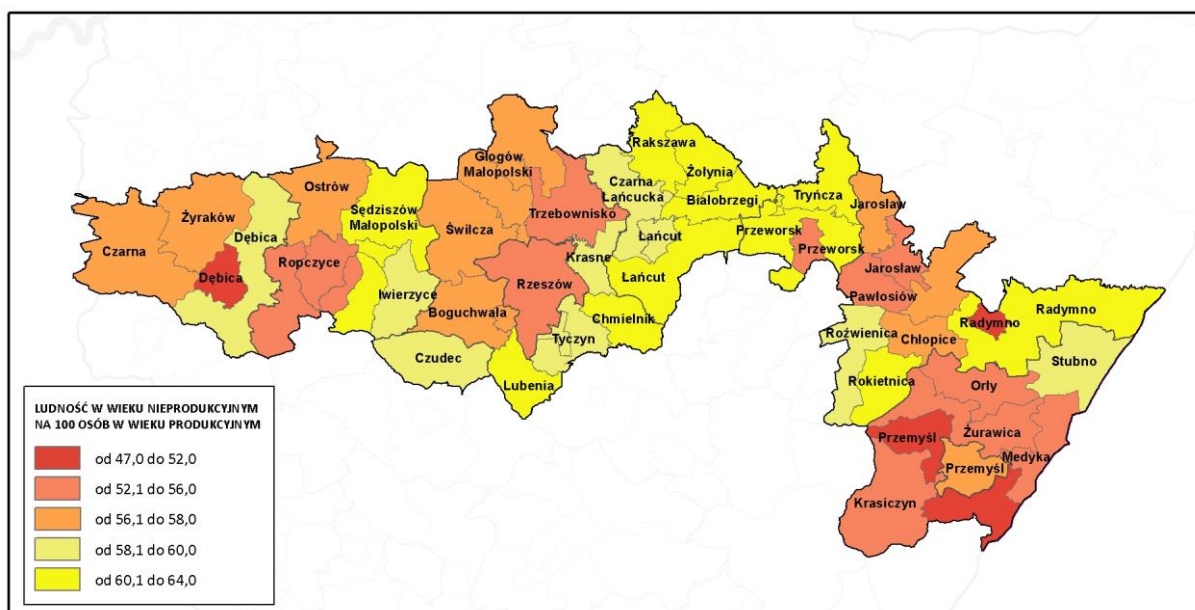 Rakszawa
Głogów
Małopolski
Żołynia
Czarna
Łańcucka
Ostrów
Białobrzegi
Tryńcza
Jarosław
Żyraków
Sędziszów
Małopolski
Trzebownisko
Świlcza
Dębica
Łańcut
Przeworsk
Przeworsk
Czarna
Krasne
Ropczyce
Jarosław
Dębica
Rzeszów
Łańcut
Iwierzyce
Pawłosiów
Radymno
Boguchwała
Chmielnik
Radymno
Roźwienica
Chłopice
Tyczyn
Czudec
Stubno
Lubenia
Rokietnica
Orły
Przemyśl
Żurawica
Medyka
Przemyśl
Krasiczyn
LUDNOŚĆ W WIEKU NIEPRODUKCYJNYM
NA 100 OSÓB W WIEKU PRODUKCYJNYM
od 47,0 do 52,0
od 52,1 do 56,0
od 56,1 do 58,0
od 58,1 do 60,0
od 60,1 do 64,0